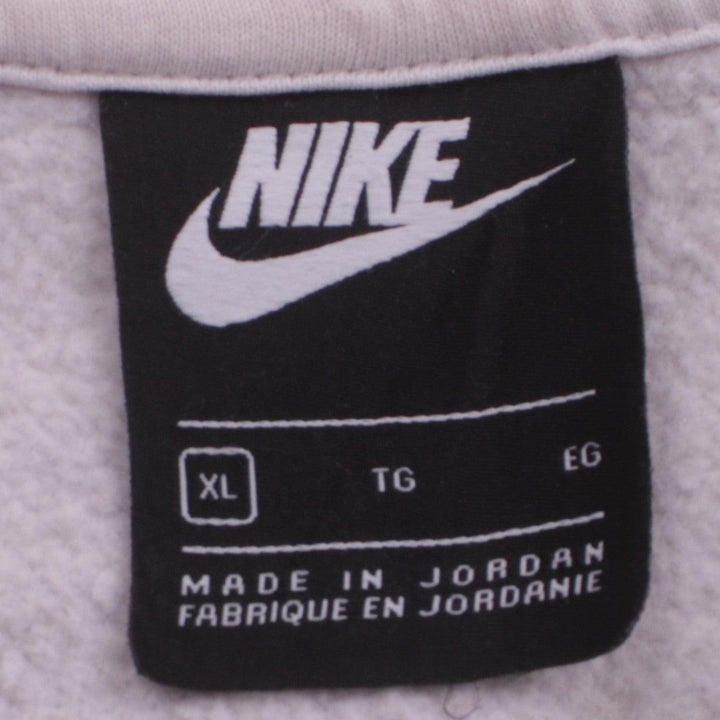 NIKE
XL TG EG
MADE IN JORDAN
FABRIQUE EN JORDANIE